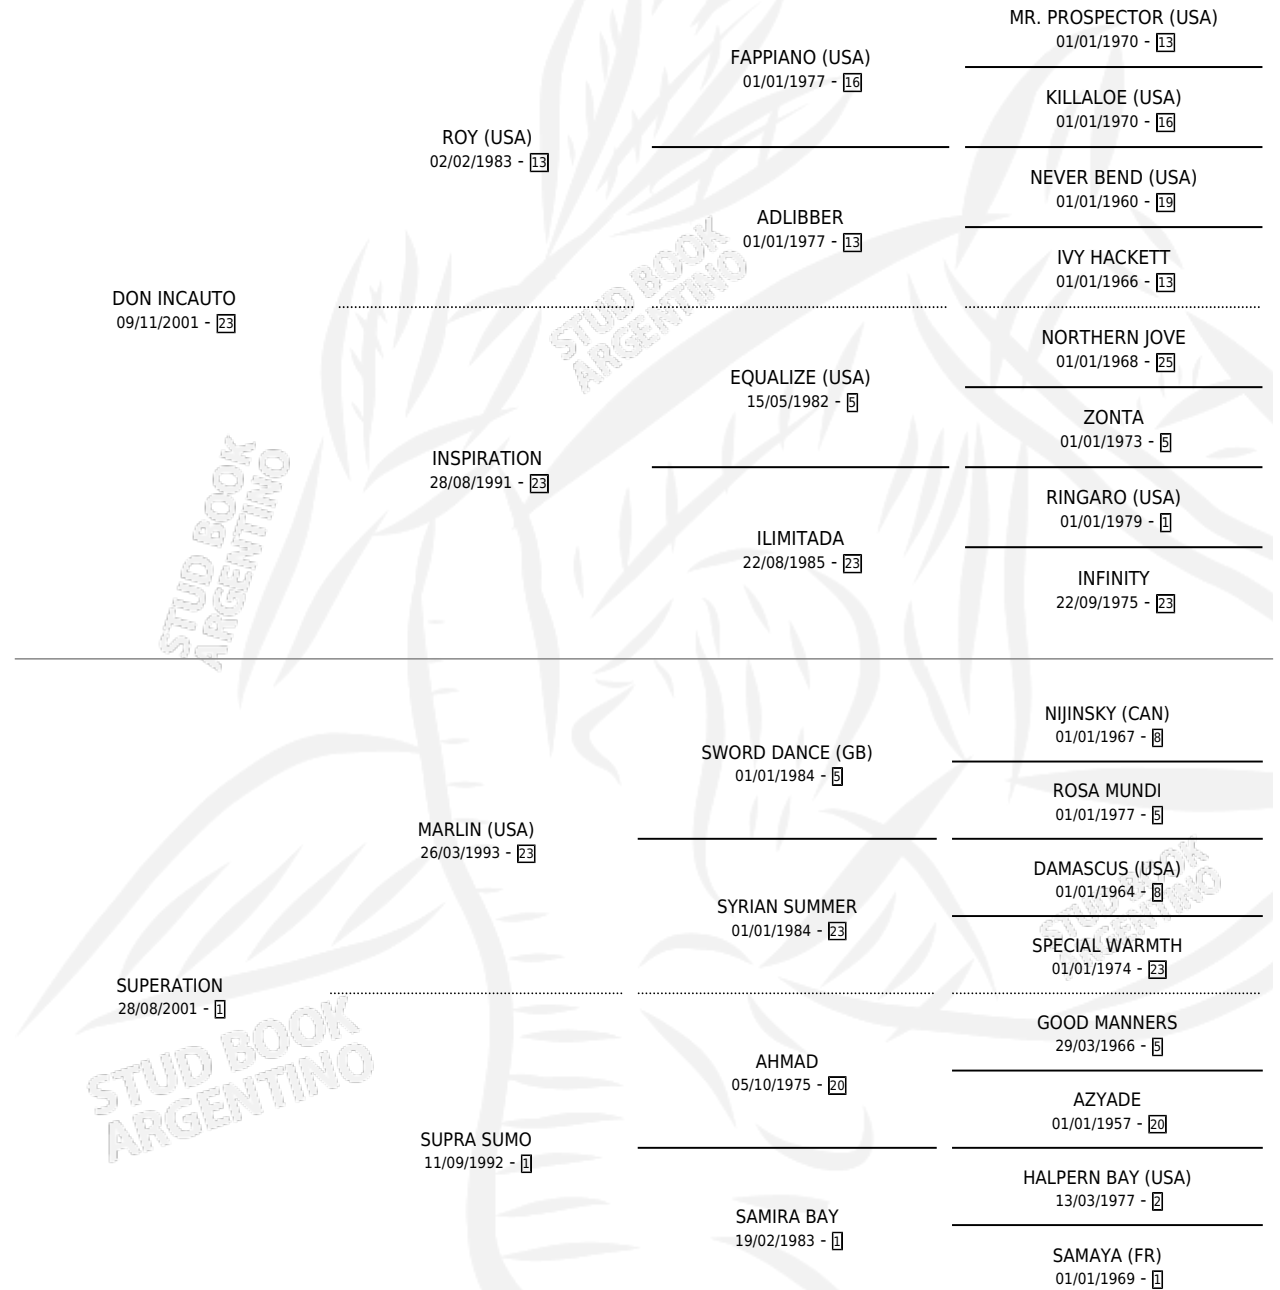 MR. PROSPECTOR (USA)
01/01/1970 - 13
FAPPIANO (USA)
01/01/1977 - 16
KILLALOE (USA)
01/01/1970 - 16
ROY (USA)
02/02/1983 - 13
NEVER BEND (USA)
01/01/1960 - 19
ADLIBBER
01/01/1977 - 13
IVY HACKETT
01/01/1966 - 13
DON INCAUTO
09/11/2001 - 23
NORTHERN JOVE
01/01/1968 - 25
EQUALIZE (USA)
15/05/1982 - 5
ZONTA
01/01/1973 - 5
INSPIRATION
28/08/1991 - 23
RINGARO (USA)
01/01/1979 - 1
ILIMITADA
22/08/1985 - 23
INFINITY
22/09/1975 - 23
STUD BOOK
ARGENTINO
STUD BOOK
ARGENTINO
NIJINSKY (CAN)
01/01/1967 - 8
SWORD DANCE (GB)
01/01/1984 - 5
ROSA MUNDI
01/01/1977 - 5
MARLIN (USA)
26/03/1993 - 23
DAMASCUS (USA)
01/01/1964 - 8
SYRIAN SUMMER
01/01/1984 - 23
SPECIAL WARMTH
01/01/1974 - 23
SUPERATION
28/08/2001 - 1
GOOD MANNERS
29/03/1966 - 5
AHMAD
05/10/1975 - 20
AZYADE
01/01/1957 - 20
SUPRA SUMO
11/09/1992 - 1
HALPERN BAY (USA)
13/03/1977 - 2
SAMIRA BAY
19/02/1983 - 1
SAMAYA (FR)
01/01/1969 - 1
STUD BOOK
ARGENTINO
STUD BOOK
ARGENTINO